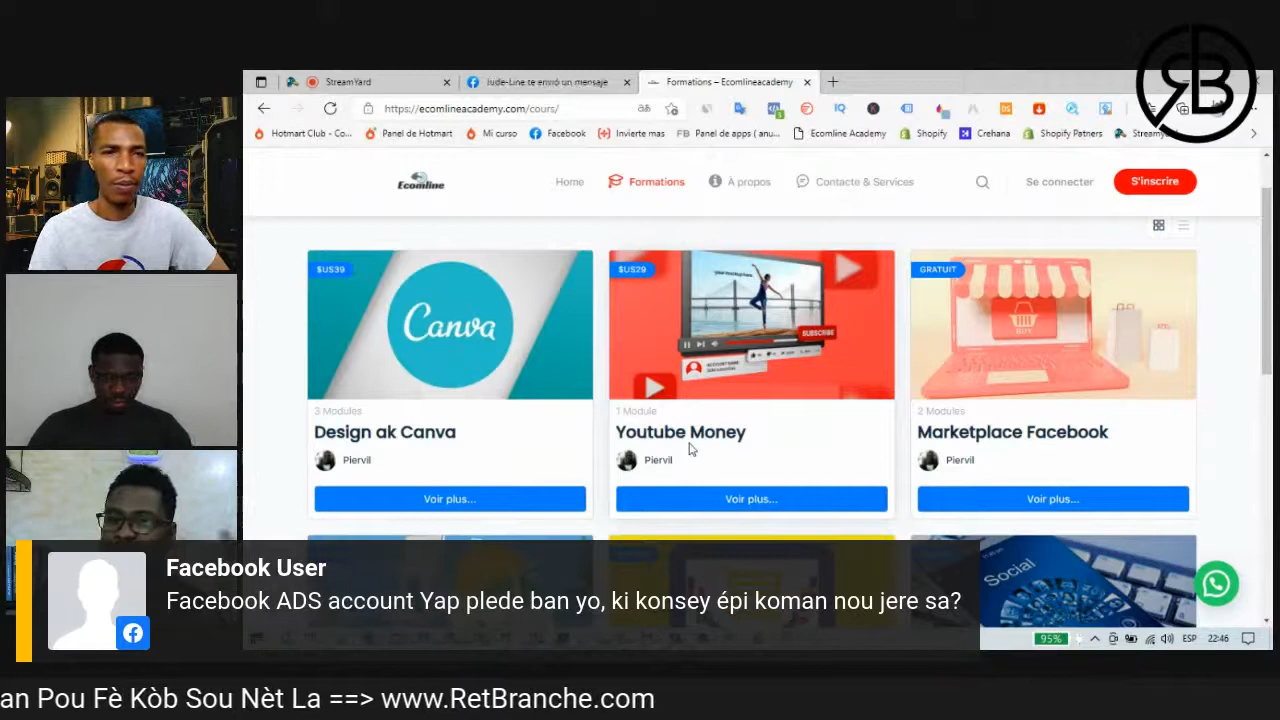 RB
StreamYard
Jude-Line te envió un mensaje
Formations – Ecomlineacademy
https://ecomlineacademy.com/cours/
Hotmart Club - Co...
Panel de Hotmart
Mi curso
Facebook
Invierte mas
Panel de apps ( anu...
Ecomline Academy
Shopify
Crehana
Shopify Patners
Ecomline
Home
Formations
À propos
Contacte & Services
Se connecter
S'inscrire
$US39
Canva
3 Modules
Design ak Canva
Piervil
Voir plus...
$US29
SUBSCRIBE
1 Module
Youtube Money
Piervil
Voir plus...
GRATUIT
BUY
2 Modules
Marketplace Facebook
Piervil
Voir plus...
Social
Facebook User
Facebook ADS account Yap plede ban yo, ki konsey épi koman nou jere sa?
95%
ESP
22:46
an Pou Fè Kòb Sou Nèt La ==> www.RetBranche.com